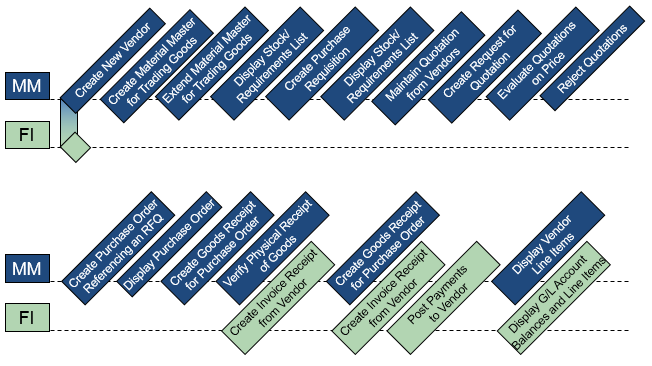 Create New Vendor
Create Material Master
for Trading Goods
Extend Material Master
for Trading Goods
Display Stock/
Requirements List
Create Purchase
Requisition
Display Stock/
Requirements List
Maintain Quotation
from Vendors
Create Request for
Quotation
Evaluate Quotations
on Price
Reject Quotations
MM
FI
Create Purchase Order
Referencing an RFQ
Display Purchase Order
Create Goods Receipt
for Purchase Order
Verify Physical Receipt
of Goods
Create Goods Receipt
for Purchase Order
Display Vendor
Line Items
MM
Create Invoice Receipt
from Vendor
Create Invoice Receipt
from Vendor
Post Payments
to Vendor
Display G/L Account
Balances and Line Items
FI